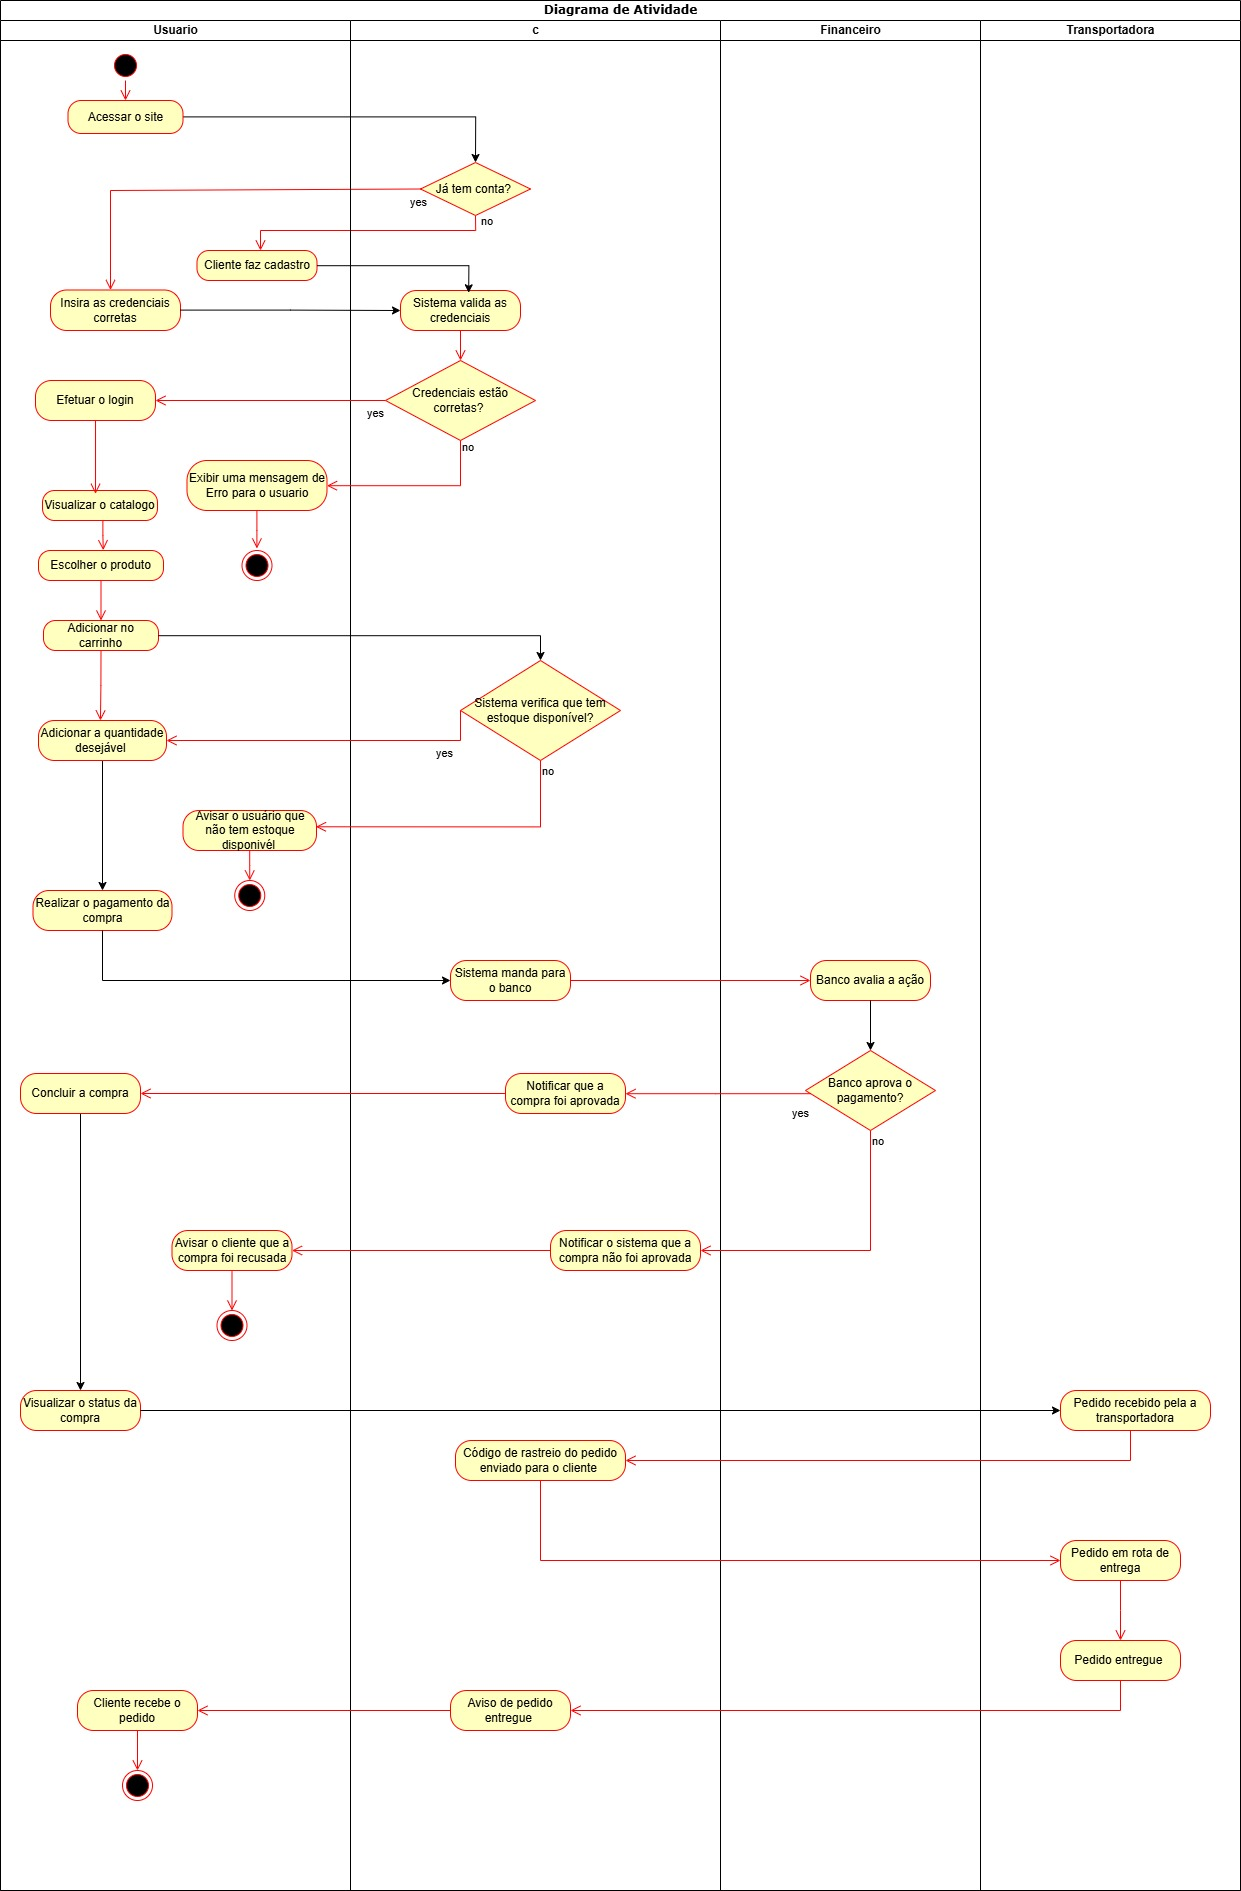 Diagrama de Atividade
Usuario
c
Financeiro
Transportadora
Acessar o site
Já tem conta?
yes
no
Cliente faz cadastro
Insira as credenciais
corretas
Sistema valida as
credenciais
Credenciais estão
corretas?
Efetuar o login
yes
no
Exibir uma mensagem de
Erro para o usuario
Visualizar o catalogo
Escolher o produto
Adicionar no
carrinho
Sistema verifica que tem
estoque disponível?
Adicionar a quantidade
desejável
yes
no
Avisar o usuário que
não tem estoque
disponivél
Realizar o pagamento da
compra
Sistema manda para
o banco
Banco avalia a ação
Banco aprova o
pagamento?
Concluir a compra
Notificar que a
compra foi aprovada
yes
no
Avisar o cliente que a
compra foi recusada
Notificar o sistema que a
compra não foi aprovada
Visualizar o status da
compra
Pedido recebido pela a
transportadora
Código de rastreio do pedido
enviado para o cliente
Pedido em rota de
entrega
Pedido entregue
Cliente recebe o
pedido
Aviso de pedido
entregue